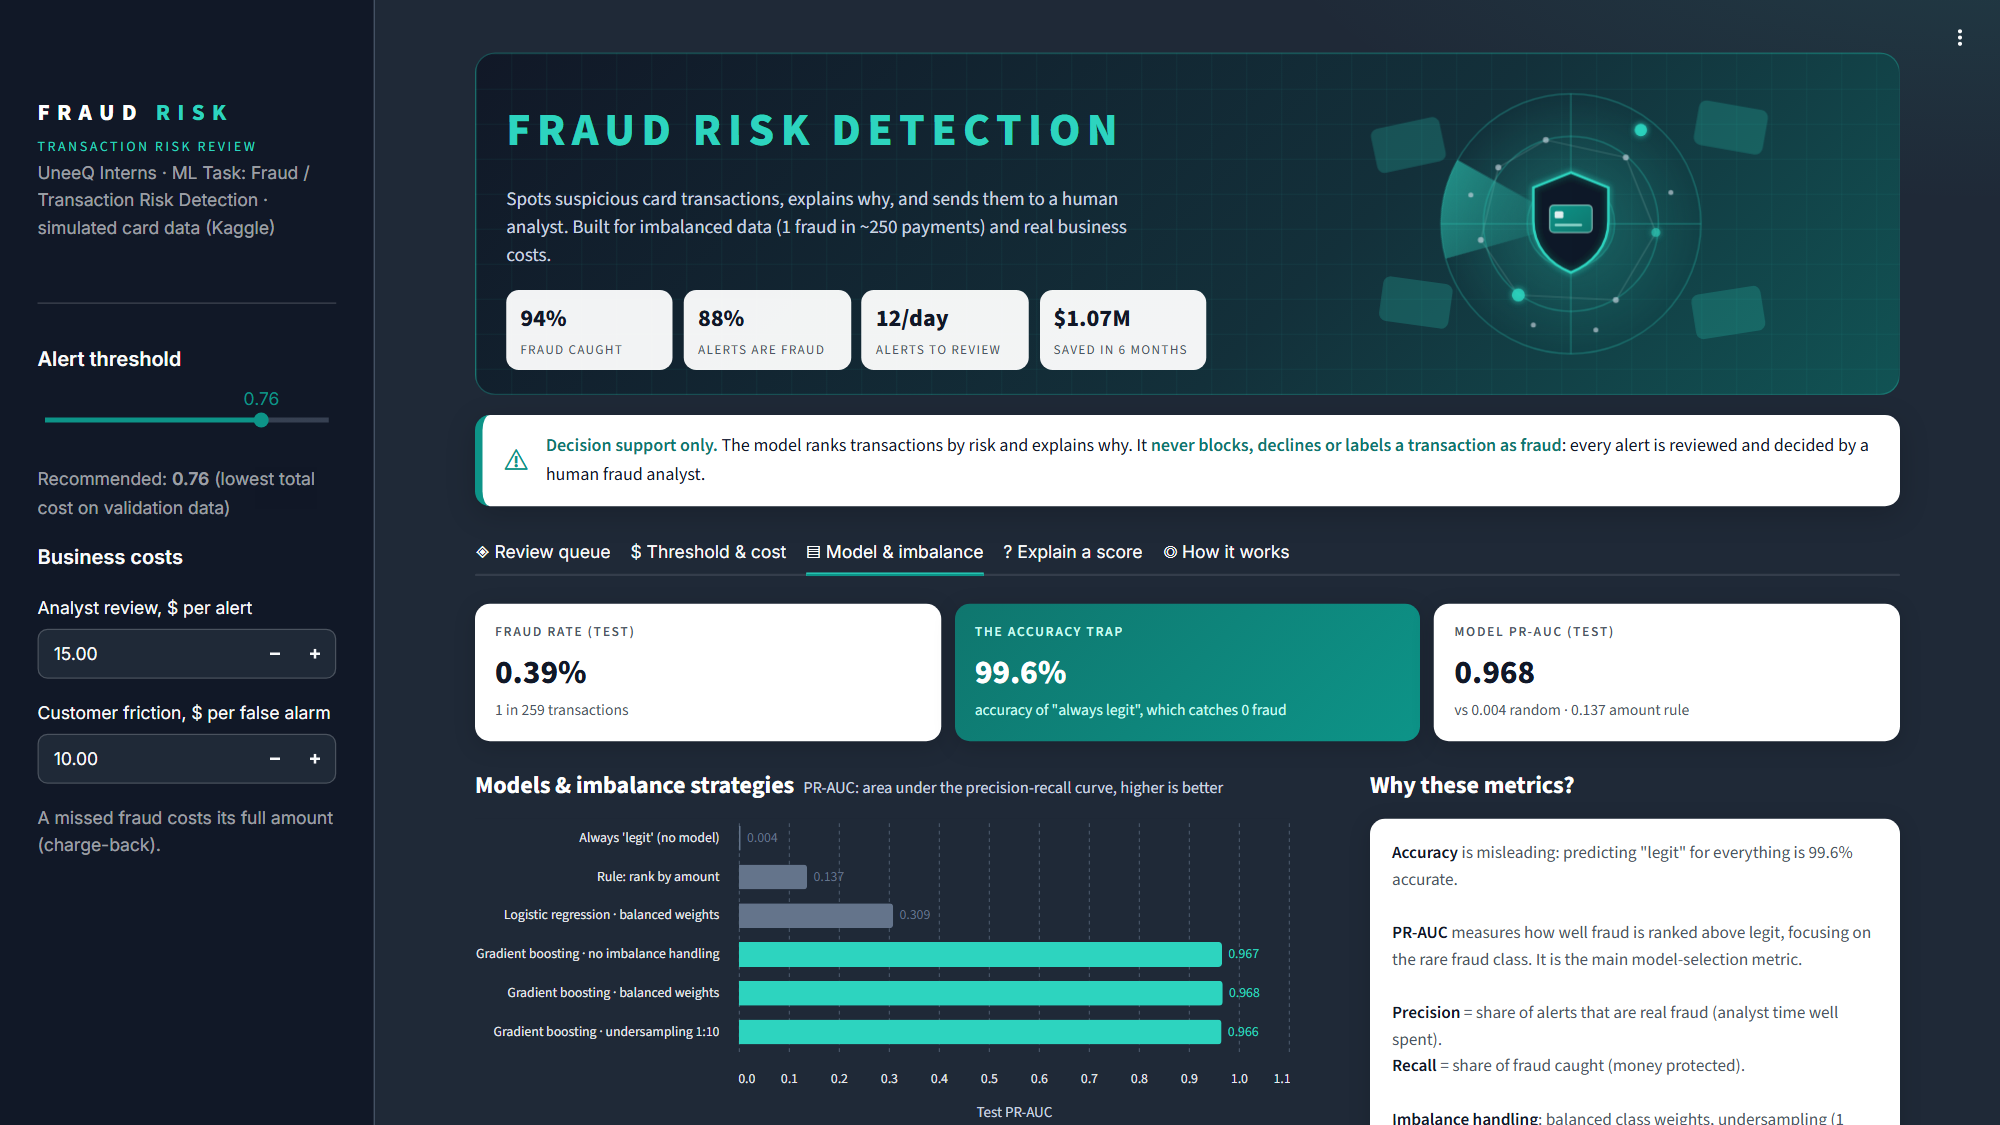 FRAUD RISK
TRANSACTION RISK REVIEW
UneeQ Interns · ML Task: Fraud /
Transaction Risk Detection ·
simulated card data (Kaggle)
Alert threshold
0.76
Recommended: 0.76 (lowest total
cost on validation data)
Business costs
Analyst review, $ per alert
15.00
Customer friction, $ per false alarm
10.00
A missed fraud costs its full amount
(charge-back).
FRAUD RISK DETECTION
Spots suspicious card transactions, explains why, and sends them to a human
analyst. Built for imbalanced data (1 fraud in ~250 payments) and real business
costs.
94%
FRAUD CAUGHT
88%
ALERTS ARE FRAUD
12/day
ALERTS TO REVIEW
$1.07M
SAVED IN 6 MONTHS
Decision support only. The model ranks transactions by risk and explains why. It never blocks, declines or labels a transaction as fraud: every alert is reviewed and decided by a
human fraud analyst.
Review queue
$ Threshold & cost
Model & imbalance
? Explain a score
How it works
FRAUD RATE (TEST)
0.39%
1 in 259 transactions
THE ACCURACY TRAP
99.6%
accuracy of "always legit", which catches 0 fraud
MODEL PR-AUC (TEST)
0.968
vs 0.004 random · 0.137 amount rule
Models & imbalance strategies PR-AUC: area under the precision-recall curve, higher is better
Always 'legit' (no model) 0.004
Rule: rank by amount 0.137
Logistic regression · balanced weights 0.309
Gradient boosting · no imbalance handling 0.967
Gradient boosting · balanced weights 0.968
Gradient boosting · undersampling 1:10 0.966
0.0 0.1 0.2 0.3 0.4 0.5 0.6 0.7 0.8 0.9 1.0 1.1
Test PR-AUC
Why these metrics?
Accuracy is misleading: predicting "legit" for everything is 99.6%
accurate.
PR-AUC measures how well fraud is ranked above legit, focusing on
the rare fraud class. It is the main model-selection metric.
Precision = share of alerts that are real fraud (analyst time well
spent).
Recall = share of fraud caught (money protected).
Imbalance handling: balanced class weights, undersampling (1